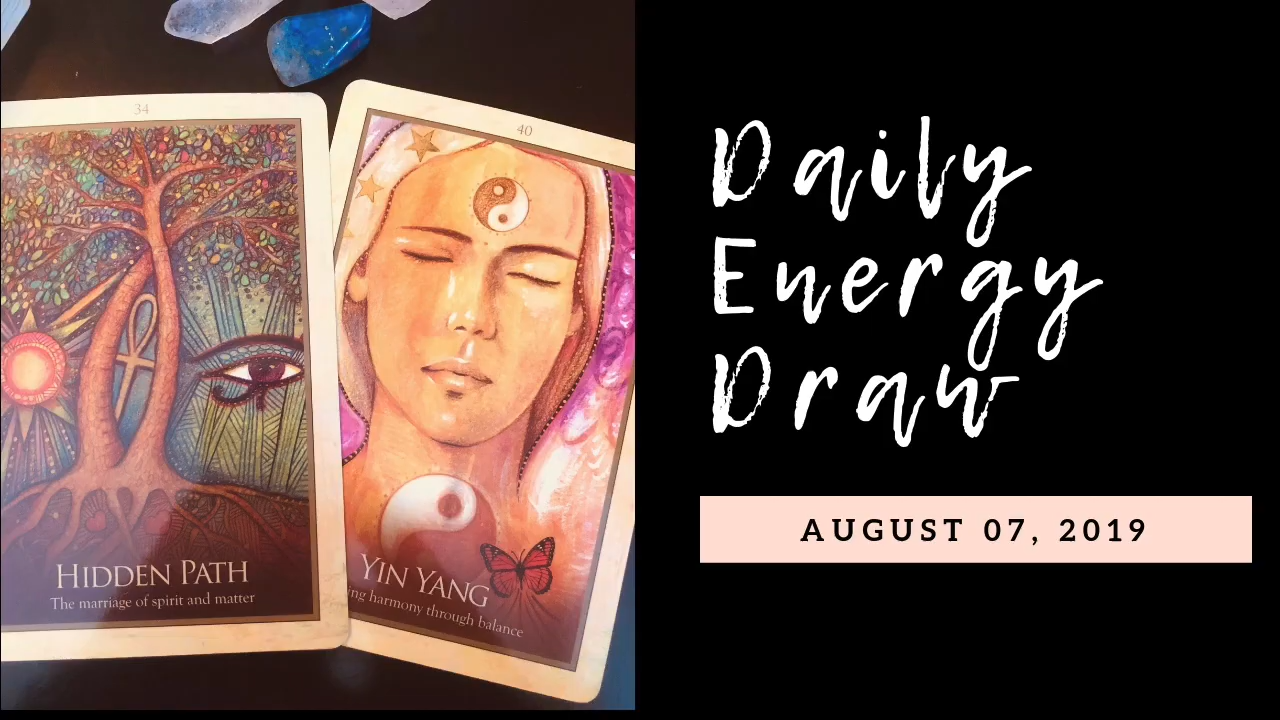 34
HIDDEN PATH
The marriage of spirit and matter
40
YIN YANG
harmony through balance
Daily
Energy
Draw
AUGUST 07, 2019